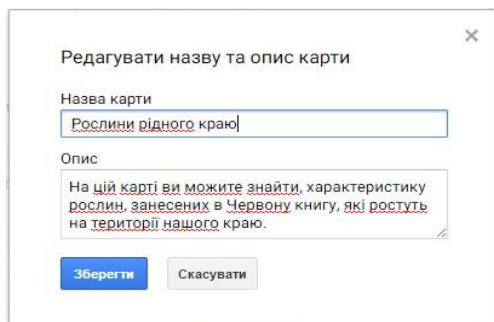 Редагувати назву та опис карти
Назва карти
Рослини рідного краю
Опис
На цій карті ви можите знайти, характеристику
рослин, занесених в Червону книгу, які ростуть
на території нашого краю.
Зберегти Скасувати